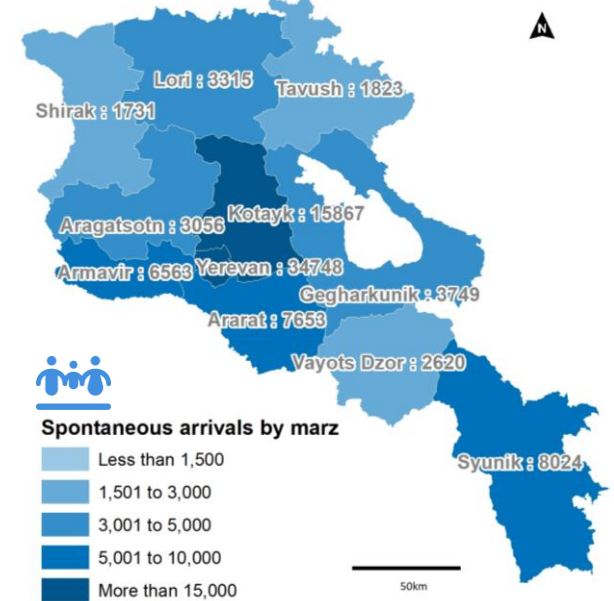 N
Lori : 3315
Tavush : 1823
Shirak : 1731
Kotayk : 15867
Aragatsotn : 3056
Armavir : 6563
Yerevan : 34748
Gegharkunik : 3749
Ararat : 7653
Vayots Dzor : 2620
Syunik : 8024
Spontaneous arrivals by marz
Less than 1,500
1,501 to 3,000
3,001 to 5,000
5,001 to 10,000
More than 15,000
50km